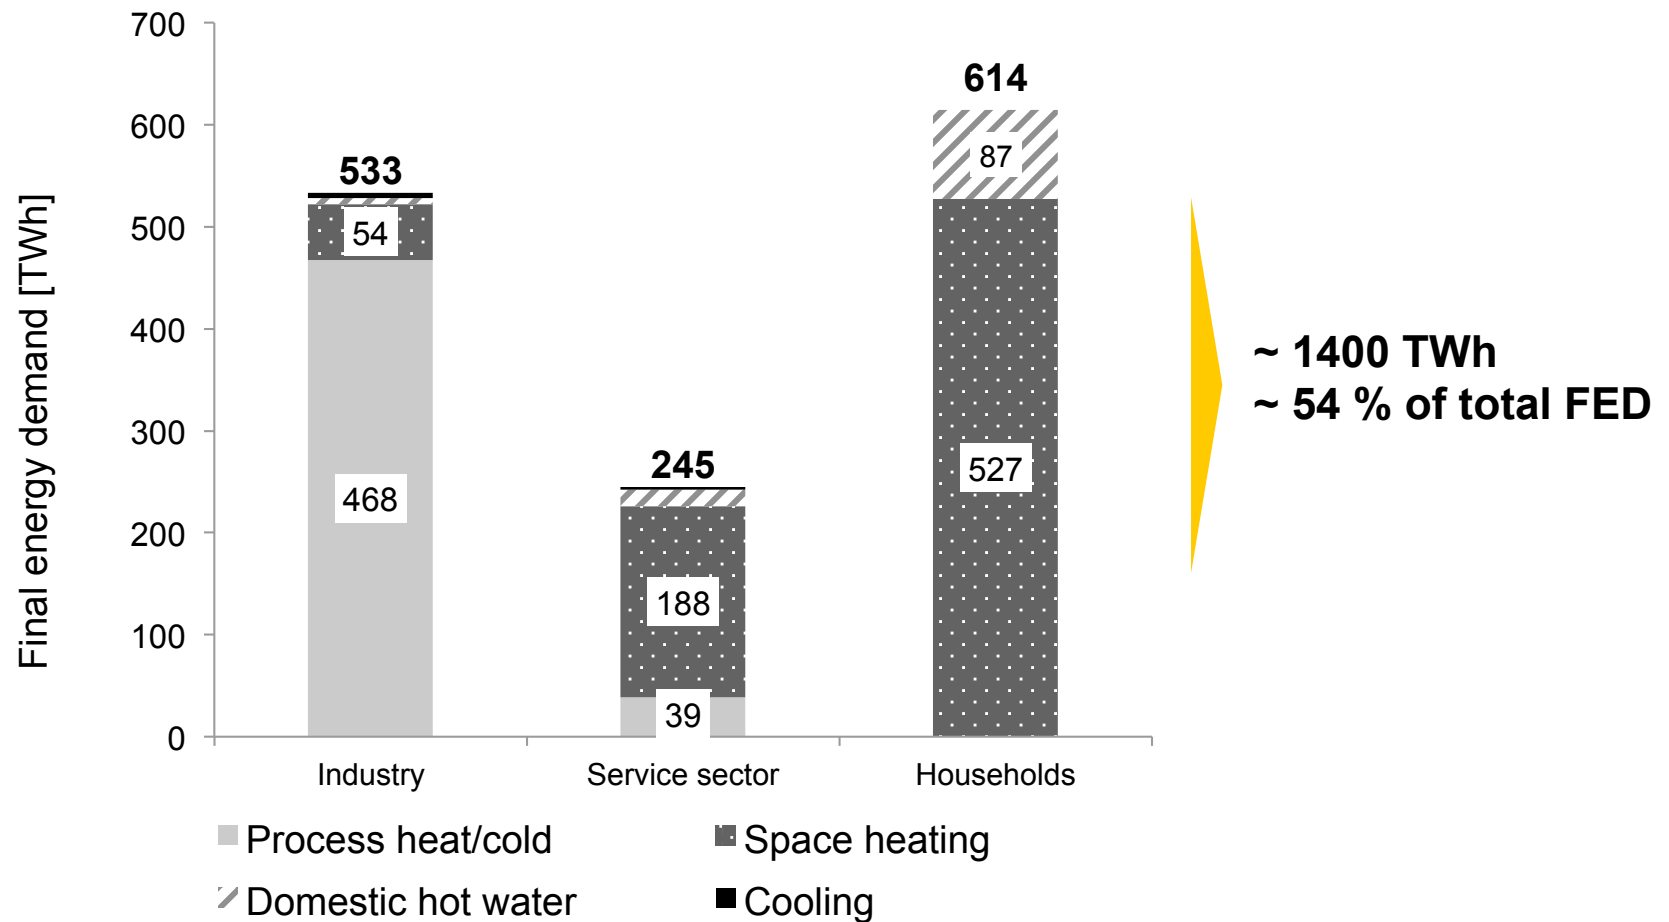 700
600
500
400
300
200
100
0
Final energy demand [TWh]
533
54
468
245
188
39
614
87
527
Industry
Service sector
Households
~ 1400 TWh
~ 54 % of total FED
Process heat/cold
Space heating
Domestic hot water
Cooling